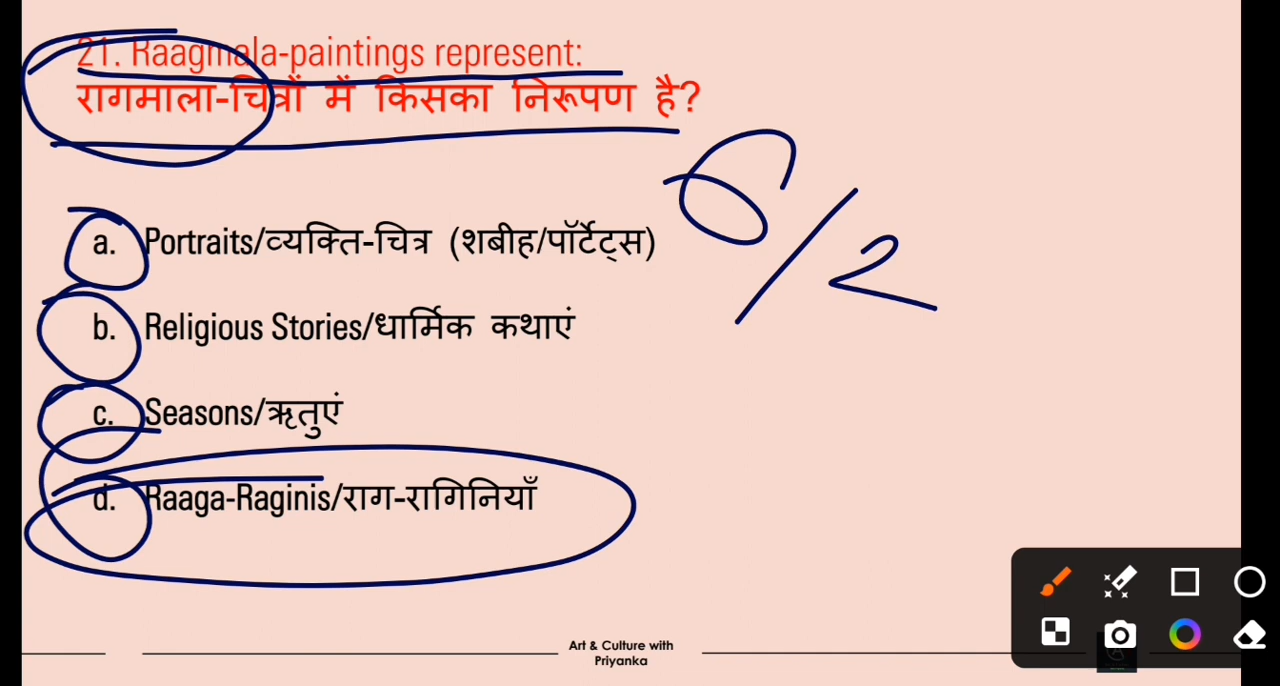 21. Raagmala-paintings represent:
रागमाला-चित्रों में किसका निरूपण है?
a. Portraits/व्यक्ति-चित्र (शबीह/पॉर्टेट्स)
b. Religious Stories/धार्मिक कथाएं
c. Seasons/ऋतुएं
d. Raaga-Raginis/राग-रागिनियाँ
6/2
Art & Culture with
Priyanka